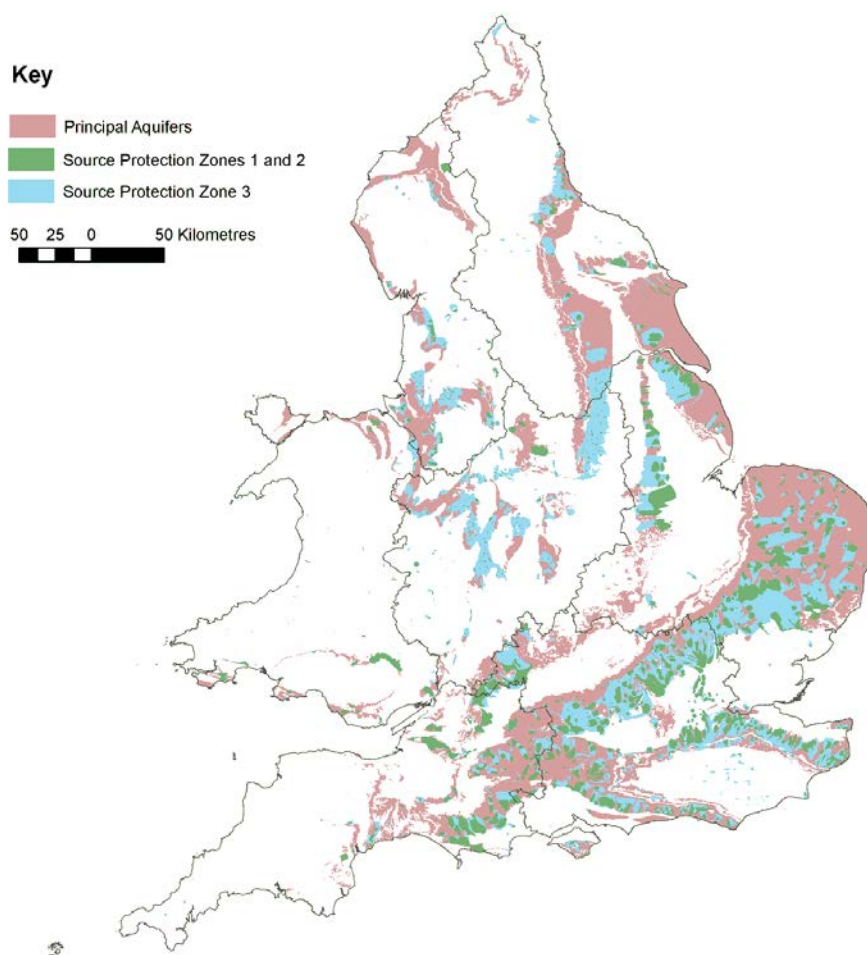 Key
Principal Aquifers
Source Protection Zones 1 and 2
Source Protection Zone 3
50 25 0 50 Kilometres